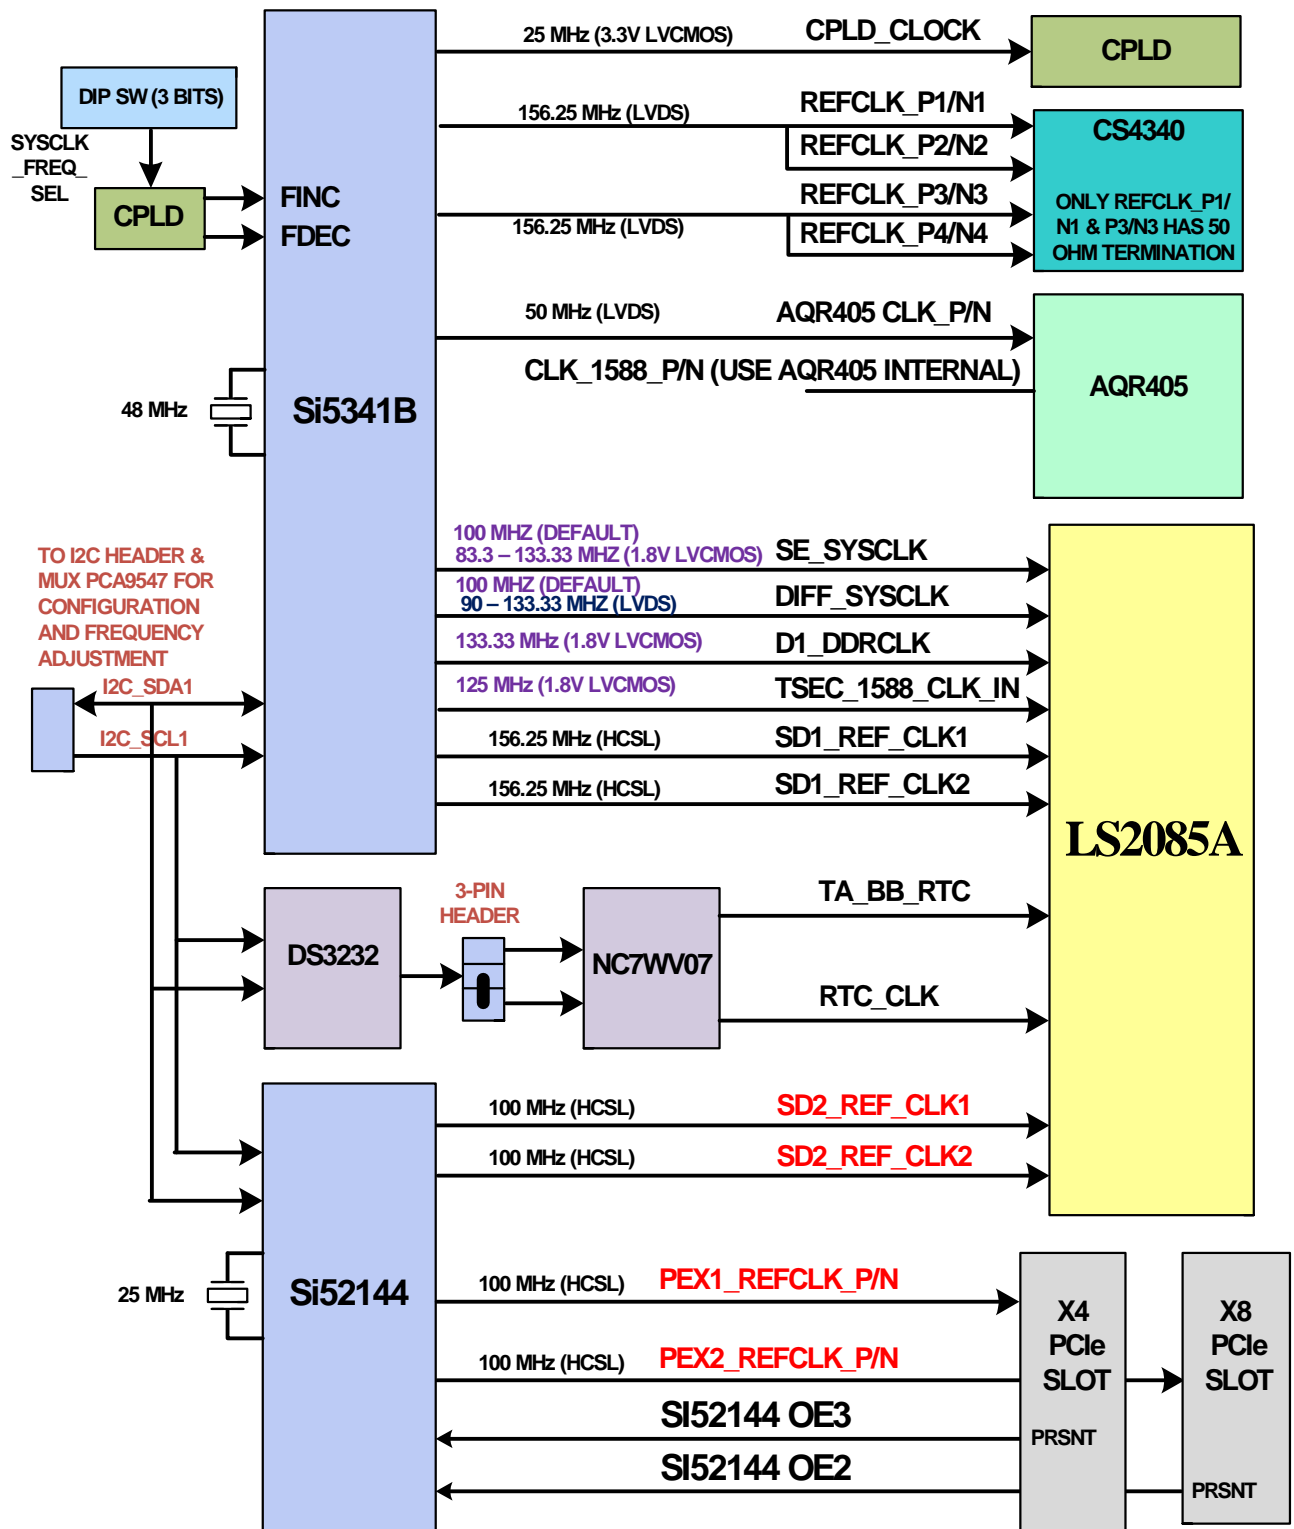 25 MHz (3.3V LVCMOS)
CPLD_CLOCK
CPLD
DIP SW (3 BITS)
SYSCLK
_FREQ_
SEL
CPLD
FINC
FDEC
156.25 MHz (LVDS)
REFCLK_P1/N1
REFCLK_P2/N2
REFCLK_P3/N3
156.25 MHz (LVDS)
REFCLK_P4/N4
CS4340
ONLY REFCLK_P1/
N1 & P3/N3 HAS 50
OHM TERMINATION
50 MHz (LVDS)
AQR405 CLK_P/N
CLK_1588_P/N (USE AQR405 INTERNAL)
AQR405
48 MHz
Si5341B
100 MHZ (DEFAULT)
83.3 – 133.33 MHZ (1.8V LVCMOS)
SE_SYSCLK
100 MHZ (DEFAULT)
90 – 133.33 MHZ (LVDS)
DIFF_SYSCLK
133.33 MHz (1.8V LVCMOS)
D1_DDRCLK
125 MHz (1.8V LVCMOS)
TSEC_1588_CLK_IN
156.25 MHz (HCSL)
SD1_REF_CLK1
156.25 MHz (HCSL)
SD1_REF_CLK2
TO I2C HEADER &
MUX PCA9547 FOR
CONFIGURATION
AND FREQUENCY
ADJUSTMENT
I2C_SDA1
I2C_SCL1
LS2085A
DS3232
3-PIN
HEADER
NC7WV07
TA_BB_RTC
RTC_CLK
100 MHz (HCSL)
SD2_REF_CLK1
100 MHz (HCSL)
SD2_REF_CLK2
25 MHz
Si52144
100 MHz (HCSL)
PEX1_REFCLK_P/N
100 MHz (HCSL)
PEX2_REFCLK_P/N
SI52144 OE3
SI52144 OE2
X4
PCIe
SLOT
PRSNT
X8
PCIe
SLOT
PRSNT